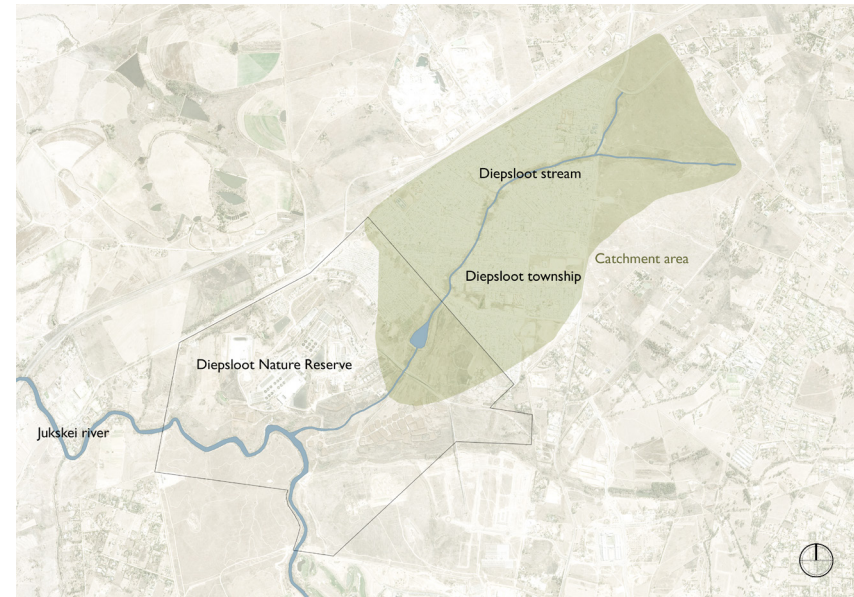 Diepsloot stream
Catchment area
Diepsloot township
Diepsloot Nature Reserve
Jukskei river